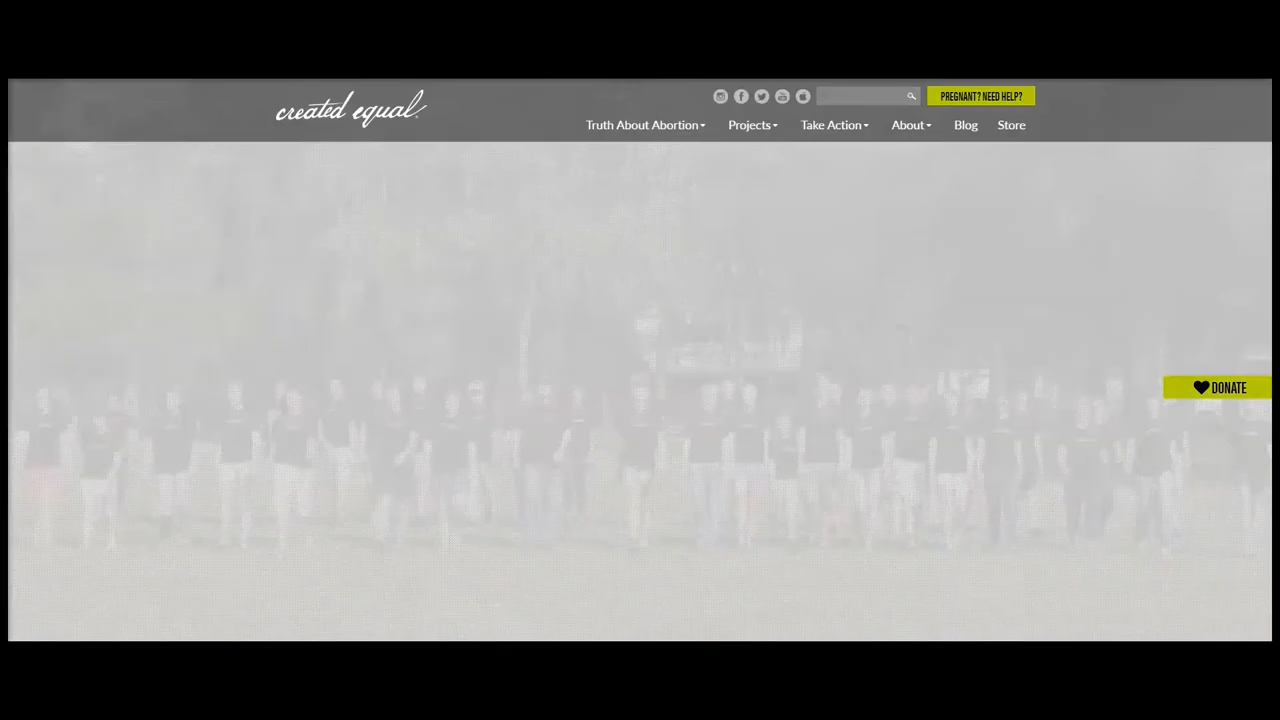 created equal.
PREGNANT? NEED HELP?
Truth About Abortion Projects Take Action About Blog Store
DONATE